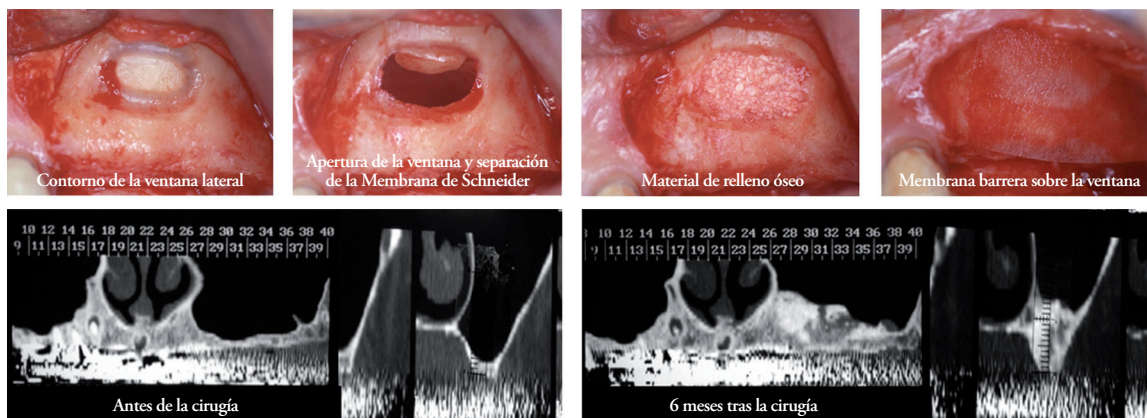 Contorno de la ventana lateral
Apertura de la ventana y separación
de la Membrana de Schneider
Material de relleno óseo
Membrana barrera sobre la ventana
10 12 14 16 18 20 22 24 26 28 30 32 34 36 38 40
9 11 13 15 17 19 21 23 25 27 29 31 33 35 37 39
Antes de la cirugía
10 12 14 16 18 20 22 24 26 28 30 32 34 36 38 40
9 11 13 15 17 19 21 23 25 27 29 31 33 35 37 39
6 meses tras la cirugía